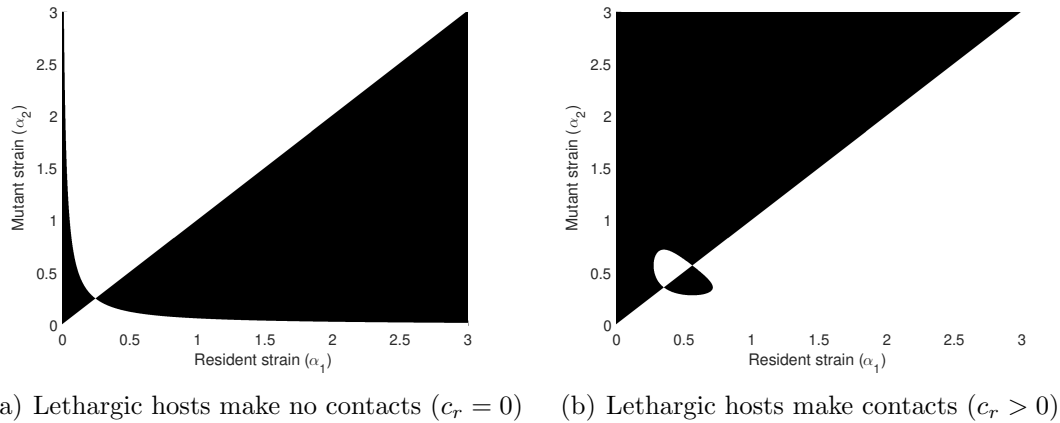 3
2.5
2
1.5
1
0.5
0
Mutant strain (α2)
0 0.5 1 1.5 2 2.5 3
Resident strain (α1)
3
2.5
2
1.5
1
0.5
0
Mutant strain (α2)
0 0.5 1 1.5 2 2.5 3
Resident strain (α1)
a) Lethargic hosts make no contacts (cr = 0)
(b) Lethargic hosts make contacts (cr > 0)